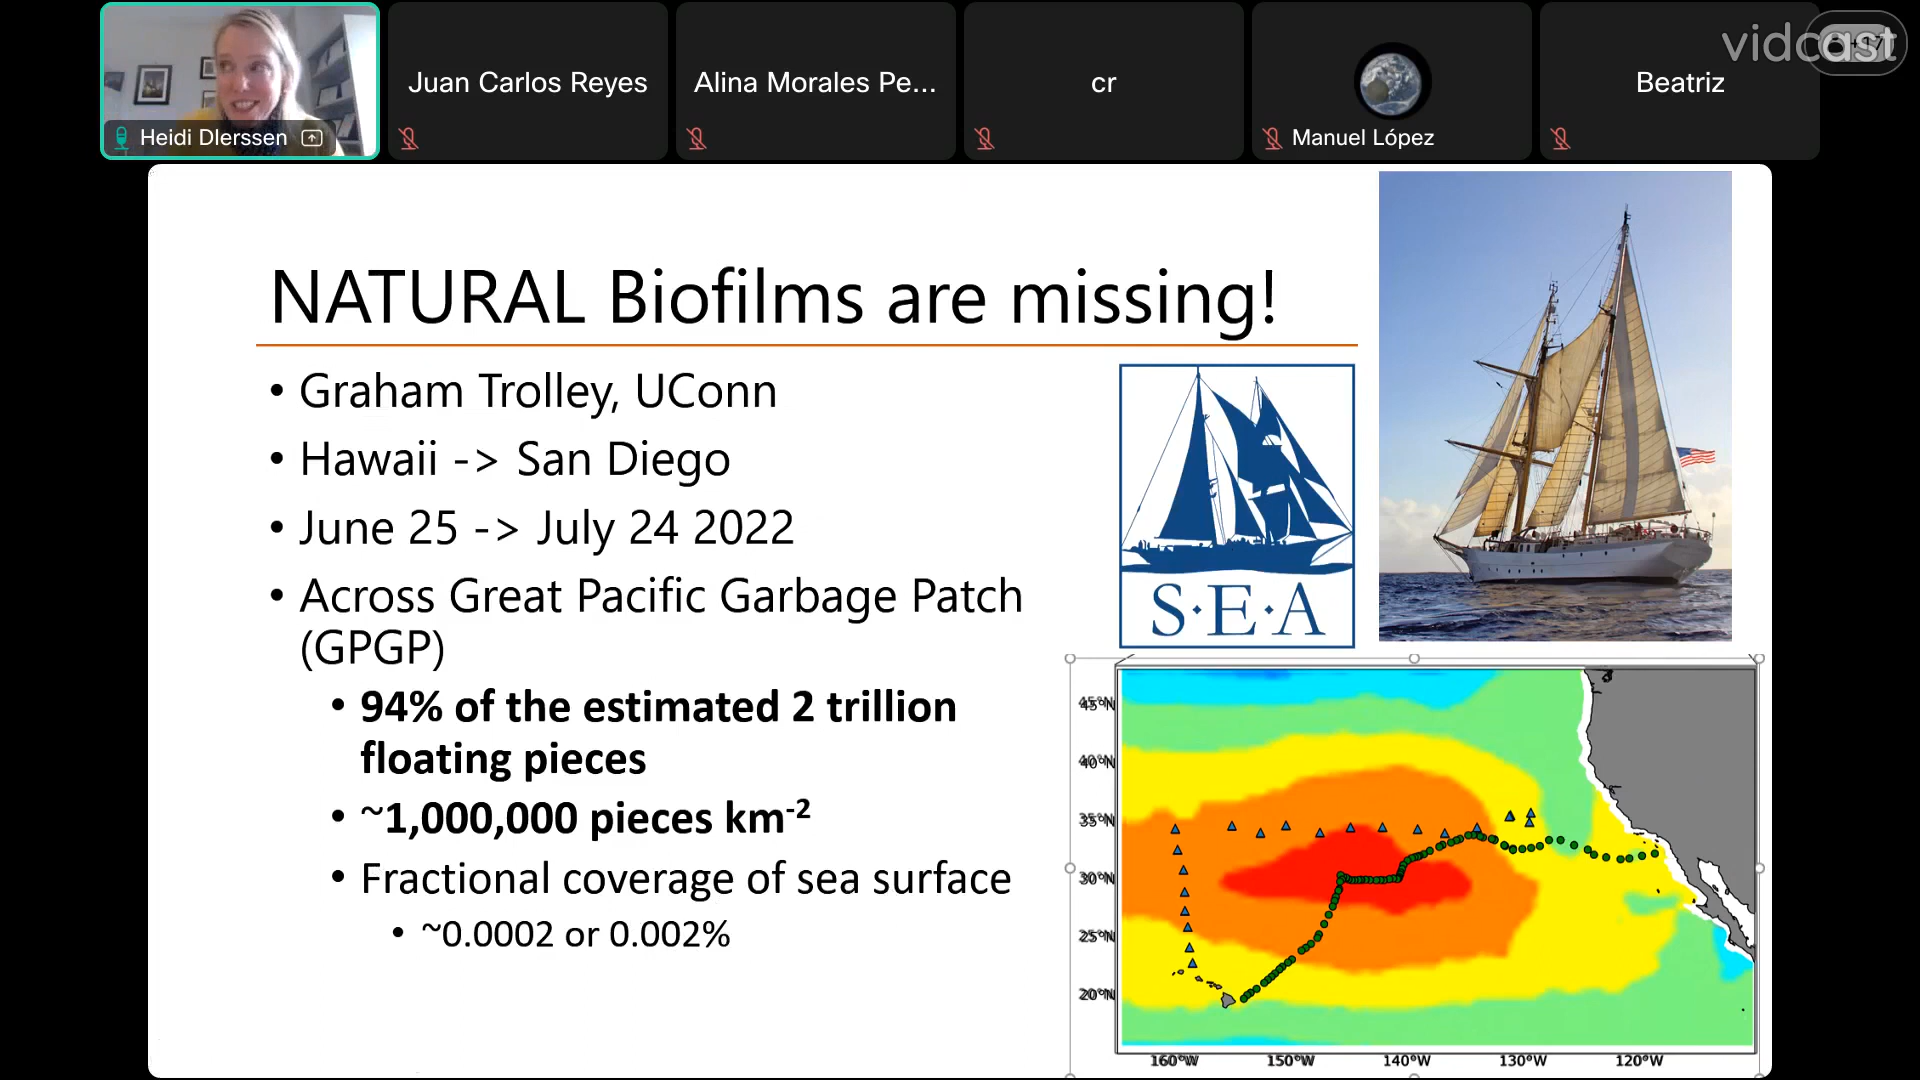 vidcast
Heidi DIerssen
Juan Carlos Reyes
Alina Morales Pe...
cr
Manuel López
Beatriz
NATURAL Biofilms are missing!
• Graham Trolley, UConn
• Hawaii -> San Diego
• June 25 -> July 24 2022
• Across Great Pacific Garbage Patch
(GPGP)
• 94% of the estimated 2 trillion
floating pieces
• ~1,000,000 pieces km-2
• Fractional coverage of sea surface
• ~0.0002 or 0.002%
S·E·A
45°N
40°N
35°N
30°N
25°N
20°N
160°W 150°W 140°W 130°W 120°W